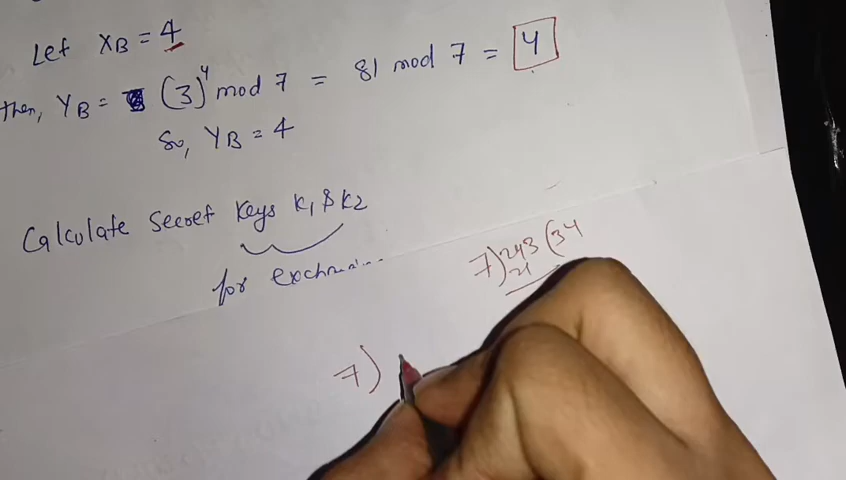 Let XB = 4
then, YB = (3)⁴ mod 7 = 81 mod 7 = 4
So, YB = 4
Calculate Secret Keys K1 & K2
for exchan
7)243(34
21
7)